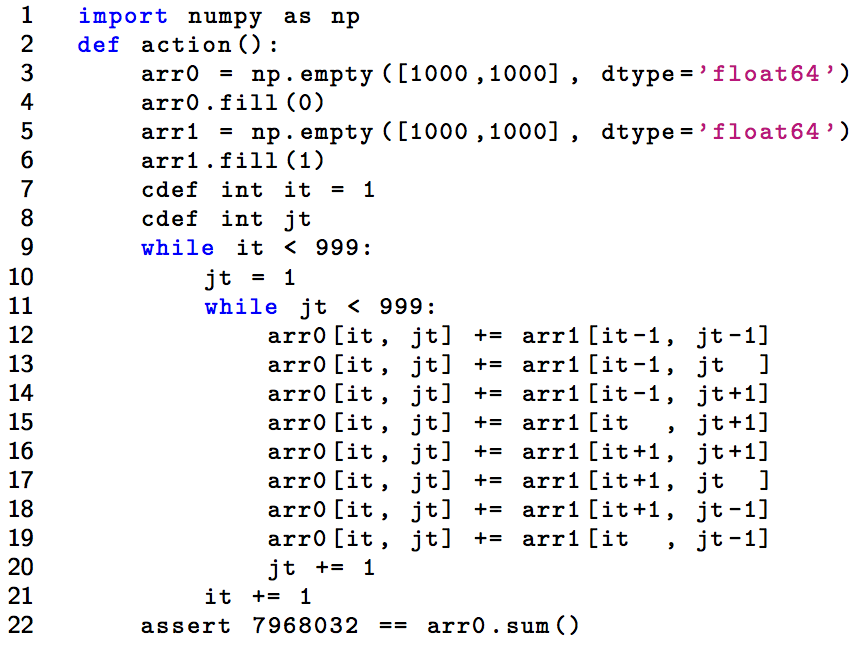 1 import numpy as np
2 def action():
3     arr0 = np.empty([1000,1000], dtype='float64')
4     arr0.fill(0)
5     arr1 = np.empty([1000,1000], dtype='float64')
6     arr1.fill(1)
7     cdef int it = 1
8     cdef int jt
9     while it < 999:
10         jt = 1
11         while jt < 999:
12             arr0[it, jt] += arr1[it-1, jt-1]
13             arr0[it, jt] += arr1[it-1, jt  ]
14             arr0[it, jt] += arr1[it-1, jt+1]
15             arr0[it, jt] += arr1[it  , jt+1]
16             arr0[it, jt] += arr1[it+1, jt+1]
17             arr0[it, jt] += arr1[it+1, jt  ]
18             arr0[it, jt] += arr1[it+1, jt-1]
19             arr0[it, jt] += arr1[it  , jt-1]
20             jt += 1
21         it += 1
22     assert 7968032 == arr0.sum()